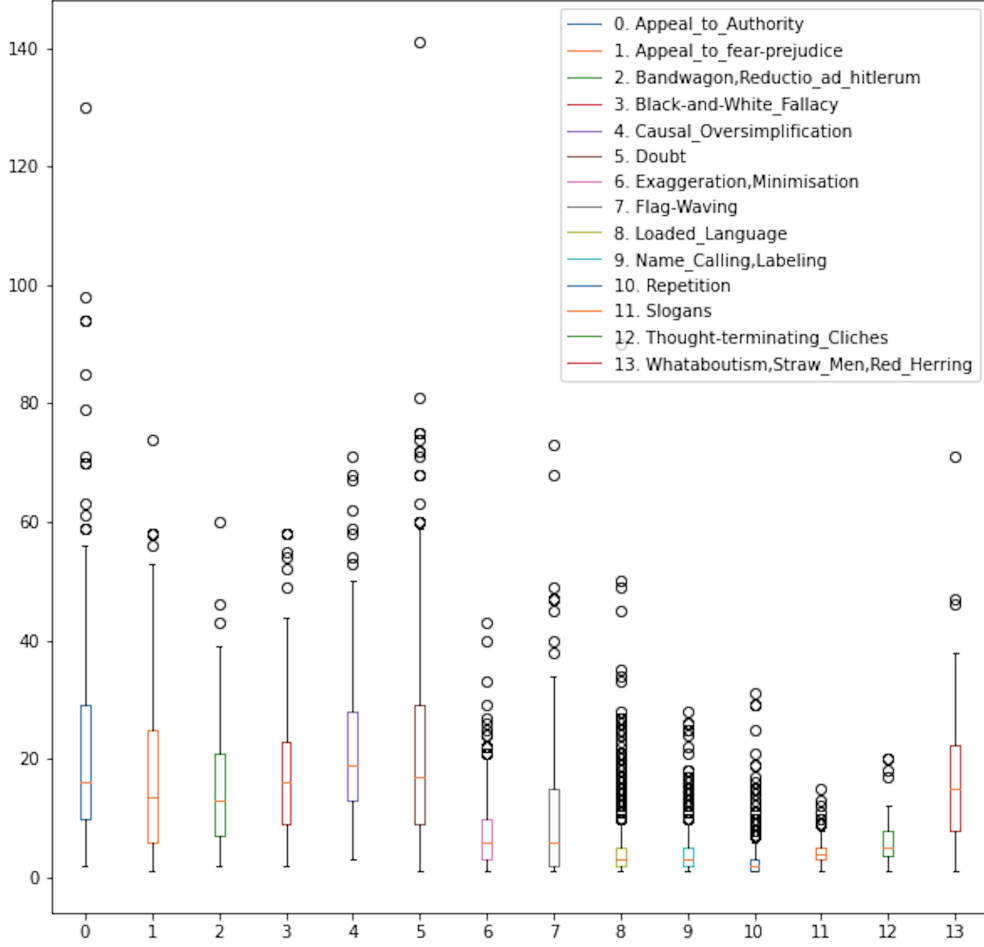 140
120
100
80
60
40
20
0
0. Appeal_to_Authority
1. Appeal_to_fear-prejudice
2. Bandwagon,Reductio_ad_hitlerum
3. Black-and-White_Fallacy
4. Causal_Oversimplification
5. Doubt
6. Exaggeration,Minimisation
7. Flag-Waving
8. Loaded_Language
9. Name_Calling,Labeling
10. Repetition
11. Slogans
12. Thought-terminating_Cliches
13. Whataboutism,Straw_Men,Red_Herring
0 1 2 3 4 5 6 7 8 9 10 11 12 13